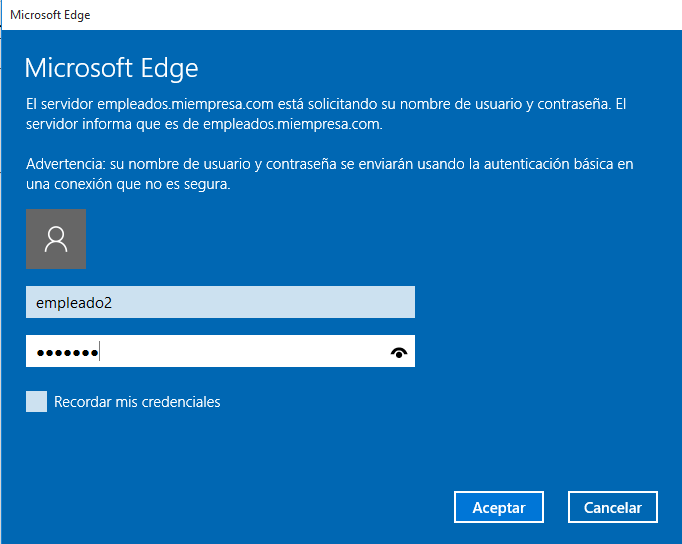 Microsoft Edge
Microsoft Edge
El servidor empleados.miempresa.com está solicitando su nombre de usuario y contraseña. El
servidor informa que es de empleados.miempresa.com.
Advertencia: su nombre de usuario y contraseña se enviarán usando la autenticación básica en
una conexión que no es segura.
empleado2
●●●●●●●
Recordar mis credenciales
Aceptar Cancelar